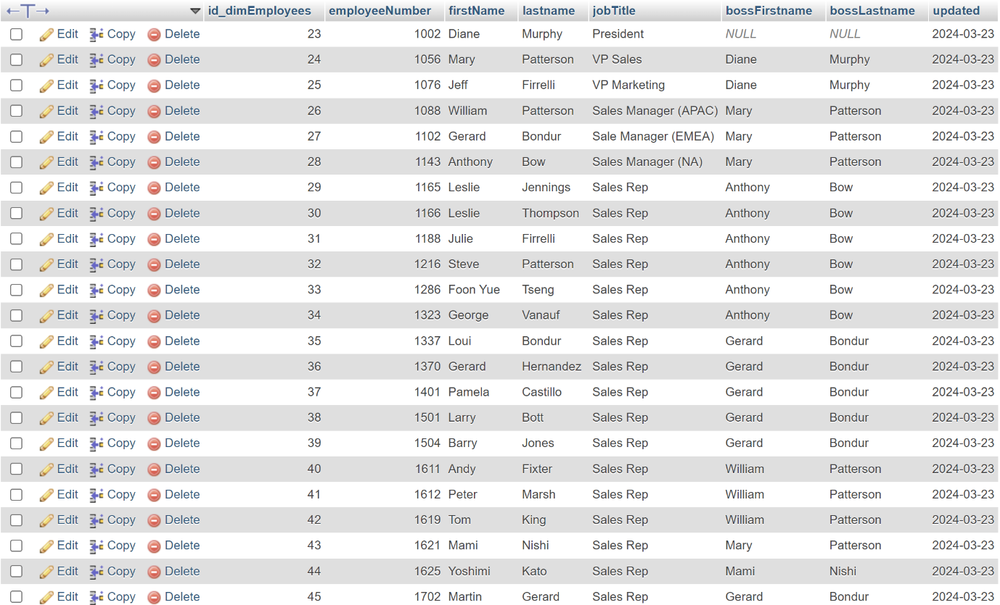 id_dimEmployees employeeNumber firstName lastname jobTitle bossFirstname bossLastname updated
Edit Copy Delete 23 1002 Diane Murphy President NULL NULL 2024-03-23
Edit Copy Delete 24 1056 Mary Patterson VP Sales Diane Murphy 2024-03-23
Edit Copy Delete 25 1076 Jeff Firrelli VP Marketing Diane Murphy 2024-03-23
Edit Copy Delete 26 1088 William Patterson Sales Manager (APAC) Mary Patterson 2024-03-23
Edit Copy Delete 27 1102 Gerard Bondur Sale Manager (EMEA) Mary Patterson 2024-03-23
Edit Copy Delete 28 1143 Anthony Bow Sales Manager (NA) Mary Patterson 2024-03-23
Edit Copy Delete 29 1165 Leslie Jennings Sales Rep Anthony Bow 2024-03-23
Edit Copy Delete 30 1166 Leslie Thompson Sales Rep Anthony Bow 2024-03-23
Edit Copy Delete 31 1188 Julie Firrelli Sales Rep Anthony Bow 2024-03-23
Edit Copy Delete 32 1216 Steve Patterson Sales Rep Anthony Bow 2024-03-23
Edit Copy Delete 33 1286 Foon Yue Tseng Sales Rep Anthony Bow 2024-03-23
Edit Copy Delete 34 1323 George Vanauf Sales Rep Anthony Bow 2024-03-23
Edit Copy Delete 35 1337 Loui Bondur Sales Rep Gerard Bondur 2024-03-23
Edit Copy Delete 36 1370 Gerard Hernandez Sales Rep Gerard Bondur 2024-03-23
Edit Copy Delete 37 1401 Pamela Castillo Sales Rep Gerard Bondur 2024-03-23
Edit Copy Delete 38 1501 Larry Bott Sales Rep Gerard Bondur 2024-03-23
Edit Copy Delete 39 1504 Barry Jones Sales Rep Gerard Bondur 2024-03-23
Edit Copy Delete 40 1611 Andy Fixter Sales Rep William Patterson 2024-03-23
Edit Copy Delete 41 1612 Peter Marsh Sales Rep William Patterson 2024-03-23
Edit Copy Delete 42 1619 Tom King Sales Rep William Patterson 2024-03-23
Edit Copy Delete 43 1621 Mami Nishi Sales Rep Mary Patterson 2024-03-23
Edit Copy Delete 44 1625 Yoshimi Kato Sales Rep Mami Nishi 2024-03-23
Edit Copy Delete 45 1702 Martin Gerard Sales Rep Gerard Bondur 2024-03-23